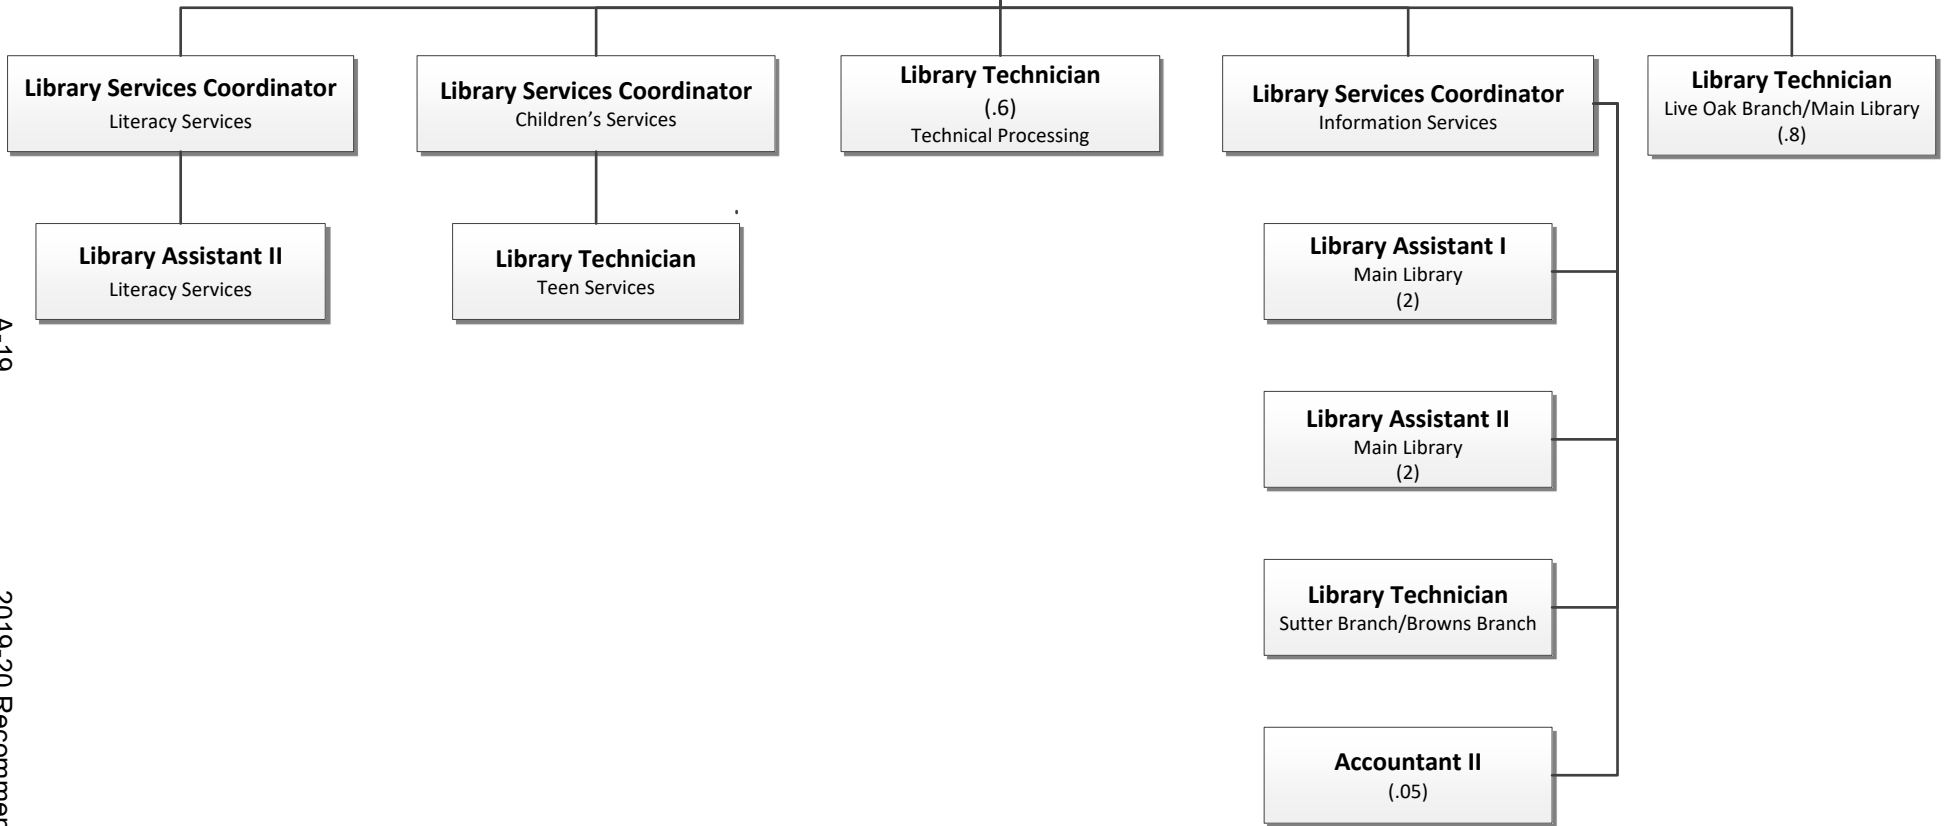 Library Services Coordinator
Literacy Services
Library Services Coordinator
Children's Services
Library Technician
(.6)
Technical Processing
Library Services Coordinator
Information Services
Library Technician
Live Oak Branch/Main Library
(.8)
Library Assistant II
Literacy Services
Library Technician
Teen Services
.
Library Assistant I
Main Library
(2)
Library Assistant II
Main Library
(2)
Library Technician
Sutter Branch/Browns Branch
Accountant II
(.05)
A-19
2019-20